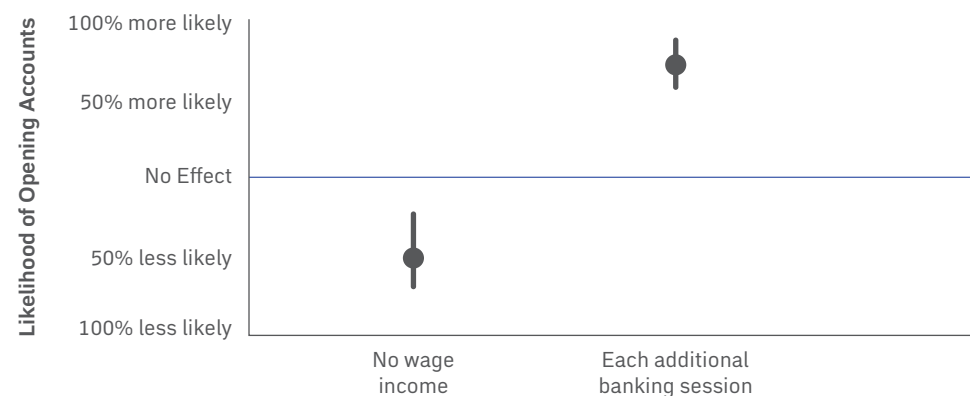 Likelihood of Opening Accounts
100% more likely
50% more likely
No Effect
50% less likely
100% less likely
No wage
income
Each additional
banking session